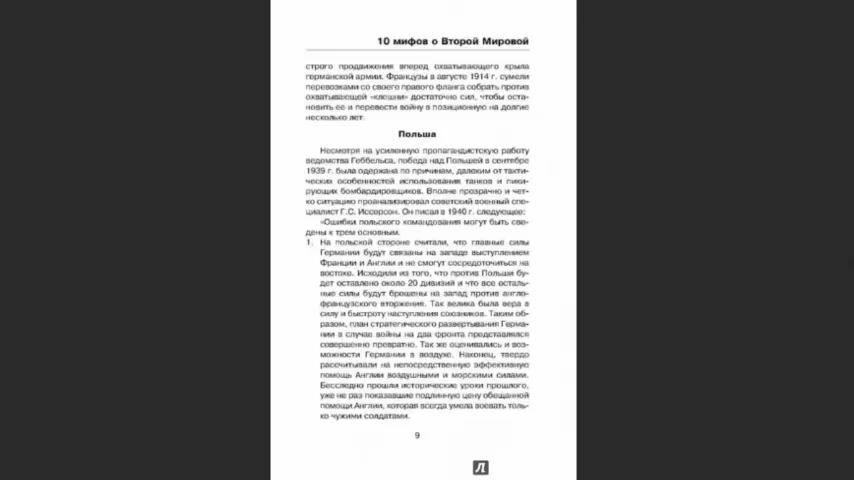 10 мифов о Второй Мировой
строго продвижения вперед охватывающего крыла
германской армии. Французы в августе 1914 г. сумели
перевозками со своего правого фланга собрать против
охватывающей «клешни» достаточно сил, чтобы оста-
новить ее и перевести войну в позиционную на долгие
несколько лет.
Польша
Несмотря на усиленную пропагандистскую работу
ведомства Геббельса, победа над Польшей в сентябре
1939 г. была одержана по причинам, далеким от такти-
ческих особенностей использования танков и пики-
рующих бомбардировщиков. Вполне прозрачно и чет-
ко ситуацию проанализировал советский военный спе-
циалист Г.С. Иссерсон. Он писал в 1940 г. следующее:
«Ошибки польского командования могут быть све-
дены к трем основным.
1. На польской стороне считали, что главные силы
Германии будут связаны на западе выступлением
Франции и Англии и не смогут сосредоточиться на
востоке. Исходили из того, что против Польши бу-
дет оставлено около 20 дивизий и что все осталь-
ные силы будут брошены на запад против англо-
французского вторжения. Так велика была вера в
силу и быстроту наступления союзников. Таким об-
разом, план стратегического развертывания Герма-
нии в случае войны на два фронта представлялся
совершенно превратно. Так же оценивались и воз-
можности Германии в воздухе. Наконец, твердо
рассчитывали на непосредственную эффективную
помощь Англии воздушными и морскими силами.
Бесследно прошли исторические уроки прошлого,
уже не раз показавшие подлинную цену обещанной
помощи Англии, которая всегда умела воевать толь-
ко чужими солдатами.
9
Л